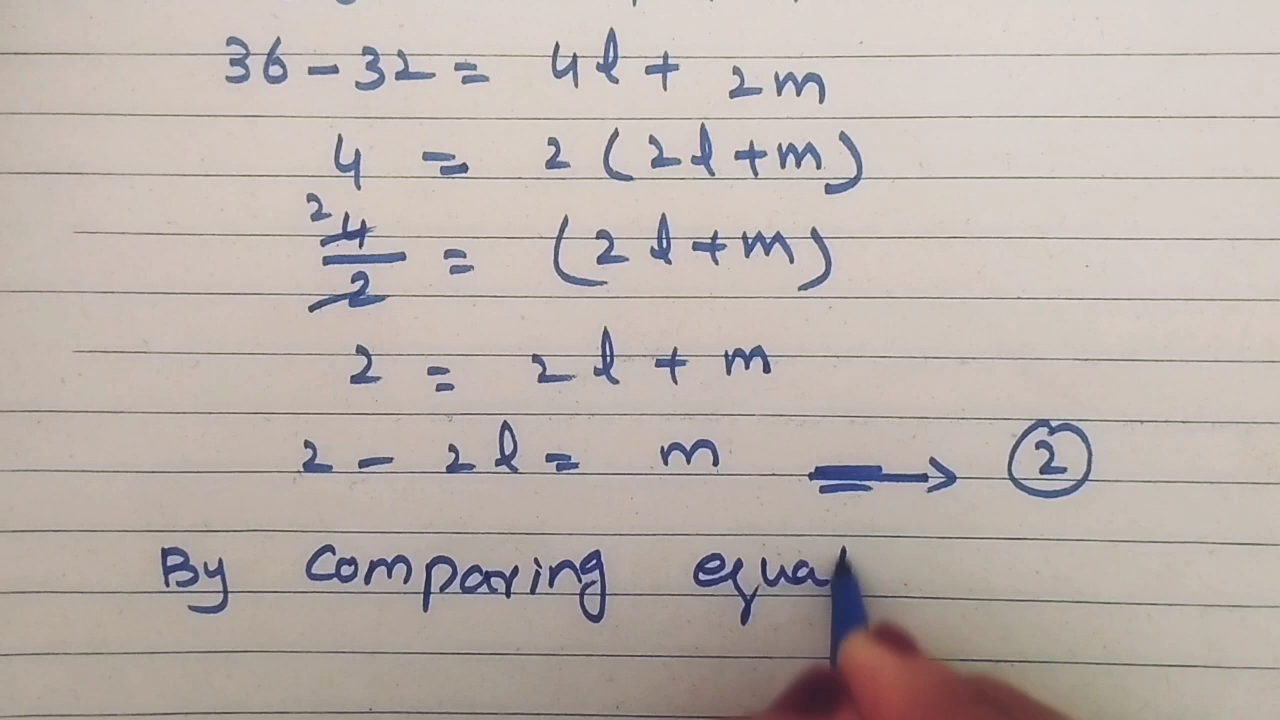 36 - 32 = 4l + 2m
4 = 2 (2l + m)
2
4/2 = (2l + m)
2 = 2l + m
2 - 2l = m → 2
By comparing equa